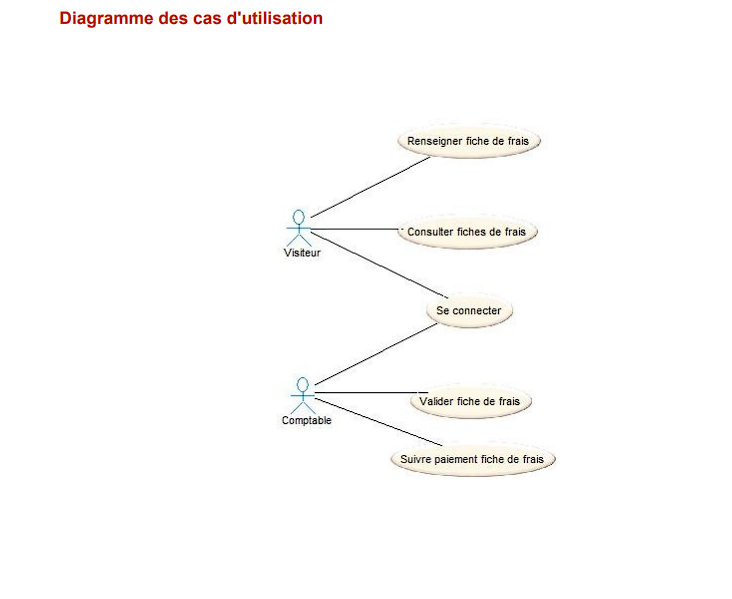 Diagramme des cas d'utilisation
Renseigner fiche de frais
Consulter fiches de frais
Visiteur
Se connecter
Valider fiche de frais
Comptable
Suivre paiement fiche de frais